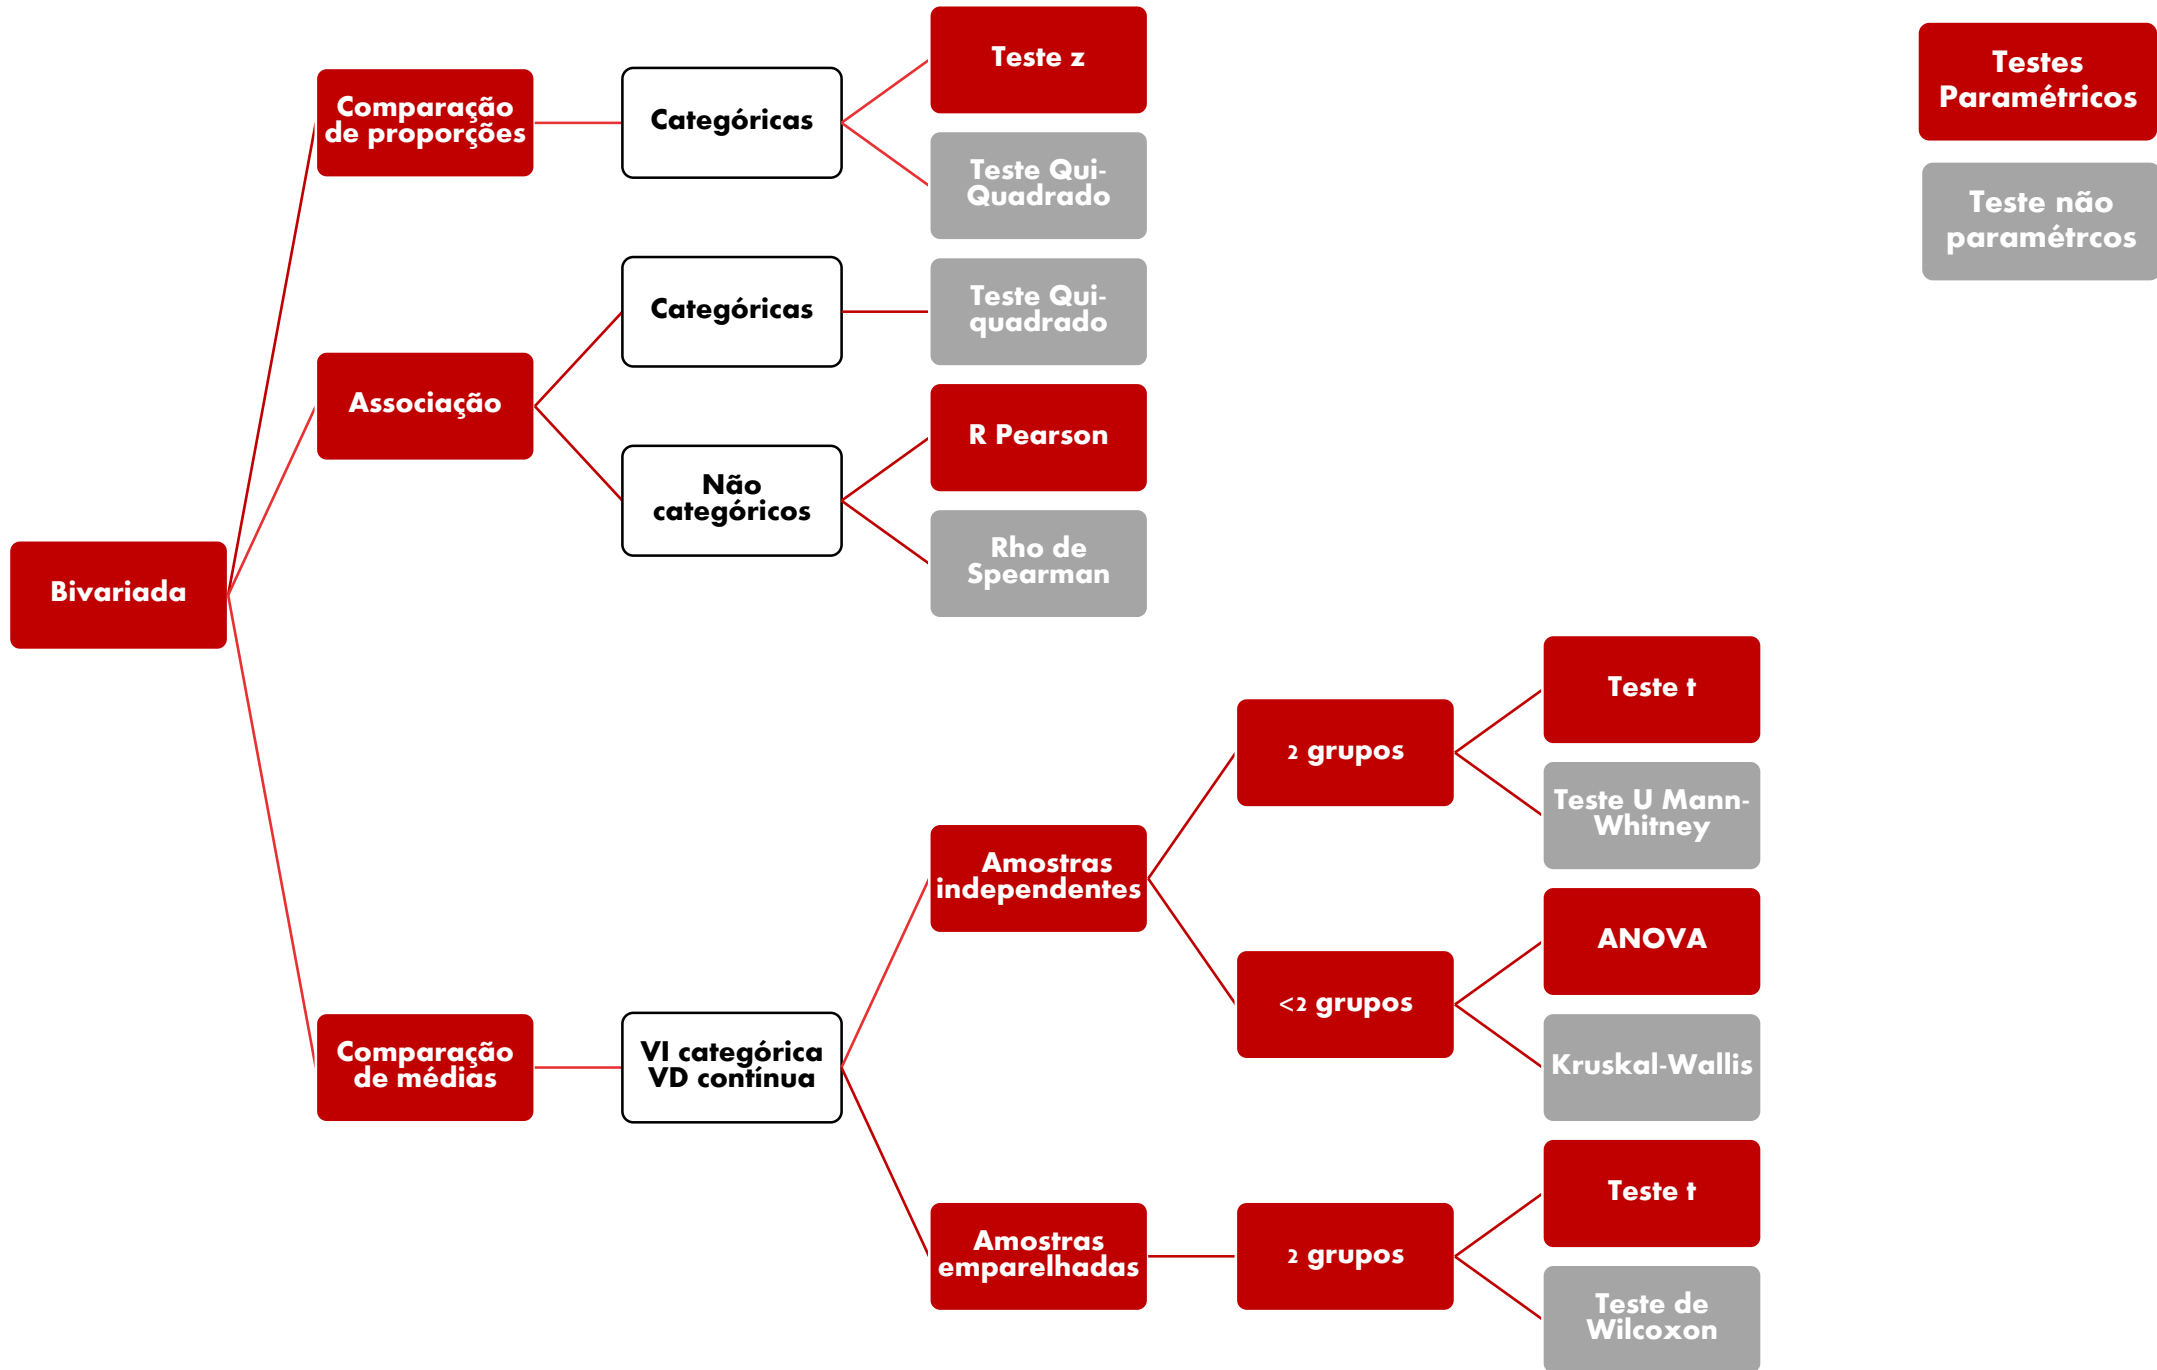 Teste z
Testes
Paramétricos
Comparação
de proporções
Categóricas
Teste Qui-
Quadrado
Teste não
paramétrcos
Categóricas
Teste Qui-
quadrado
Associação
R Pearson
Não
categóricos
Rho de
Spearman
Bivariada
Teste t
2 grupos
Teste U Mann-
Whitney
Amostras
independentes
ANOVA
<2 grupos
Comparação
de médias
VI categórica
VD contínua
Kruskal-Wallis
Teste t
Amostras
emparelhadas
2 grupos
Teste de
Wilcoxon